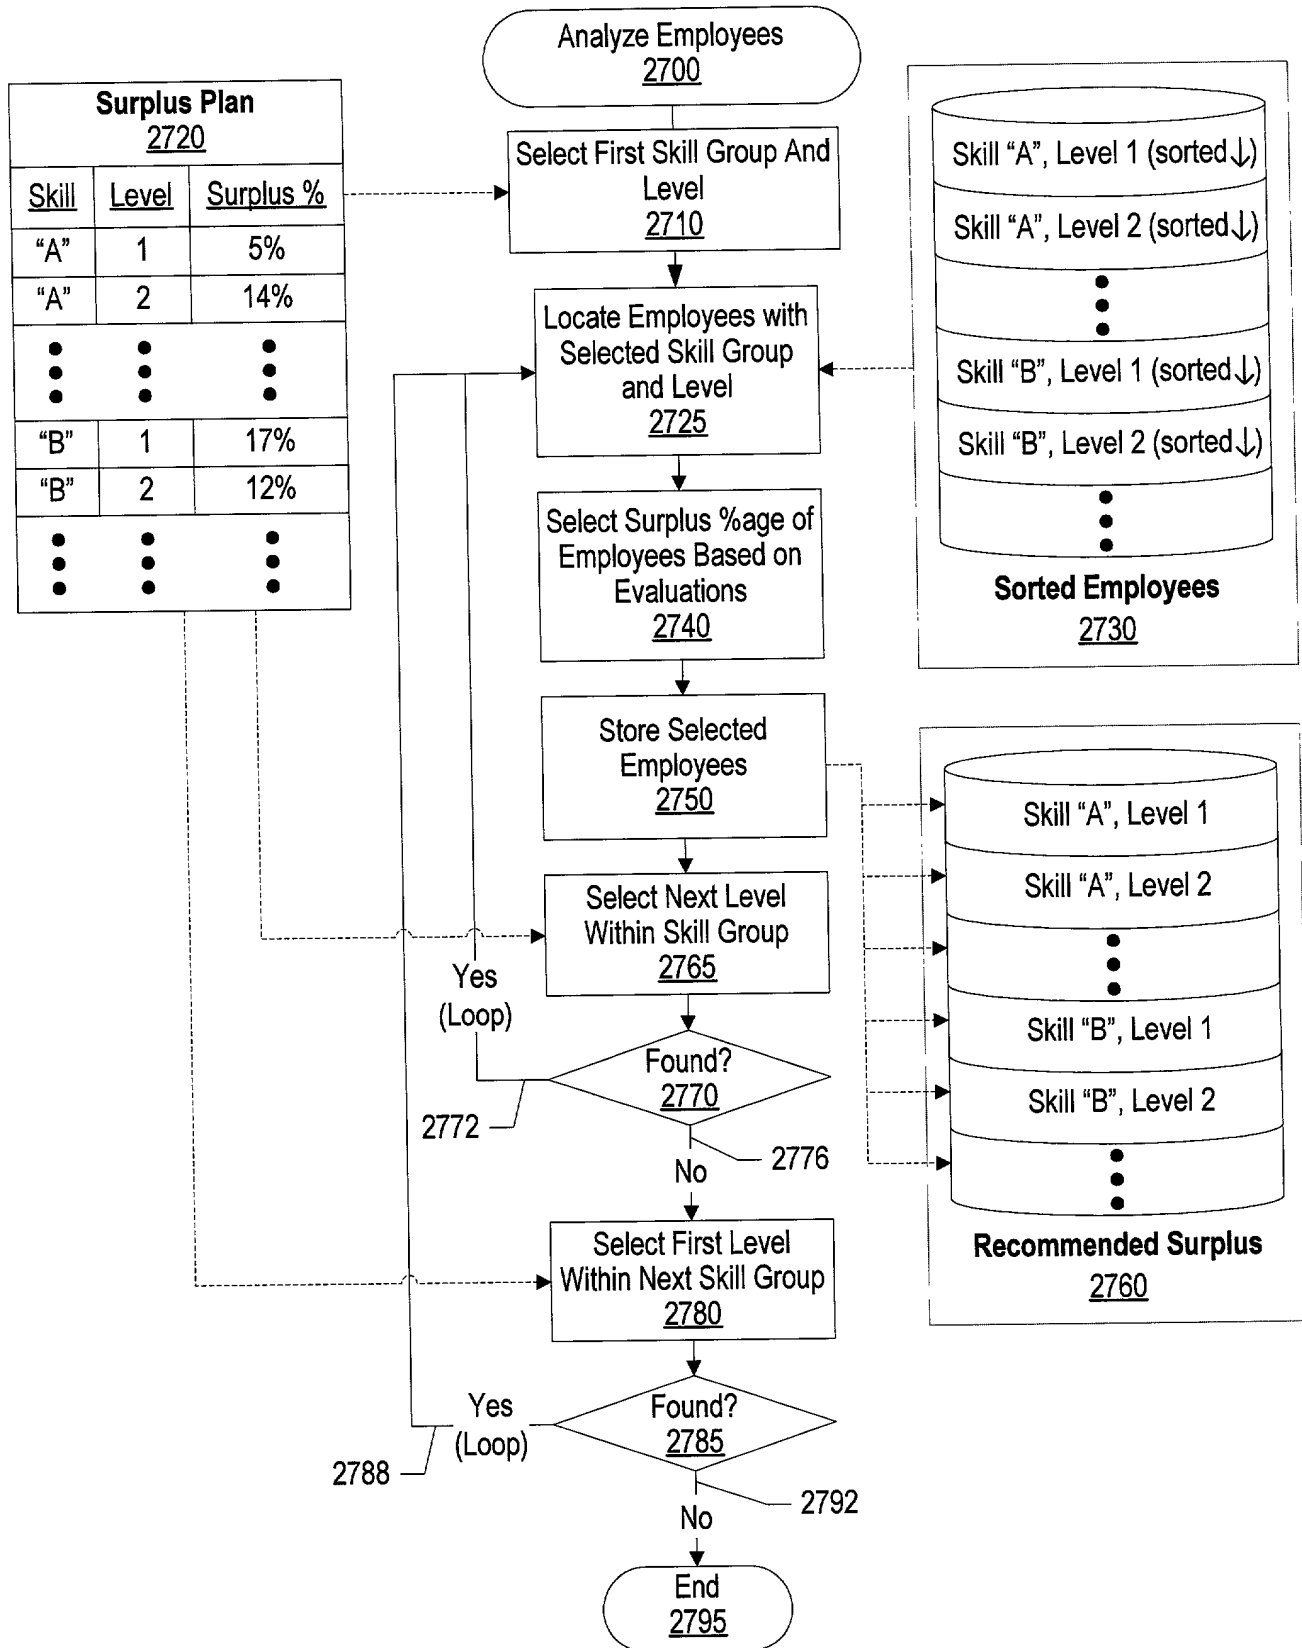 Analyze Employees
2700
Surplus Plan
2720
Skill Level Surplus %
“A” 1 5%
“A” 2 14%
“B” 1 17%
“B” 2 12%
Select First Skill Group And
Level
2710
Skill “A”, Level 1 (sorted↓)
Skill “A”, Level 2 (sorted↓)
Skill “B”, Level 1 (sorted↓)
Skill “B”, Level 2 (sorted↓)
Sorted Employees
2730
Locate Employees with
Selected Skill Group
and Level
2725
Select Surplus %age of
Employees Based on
Evaluations
2740
Store Selected
Employees
2750
Skill “A”, Level 1
Skill “A”, Level 2
Skill “B”, Level 1
Skill “B”, Level 2
Recommended Surplus
2760
Select Next Level
Within Skill Group
2765
Yes
(Loop)
Found?
2770
2772
2776
No
Select First Level
Within Next Skill Group
2780
Yes
(Loop)
Found?
2785
2788
2792
No
End
2795